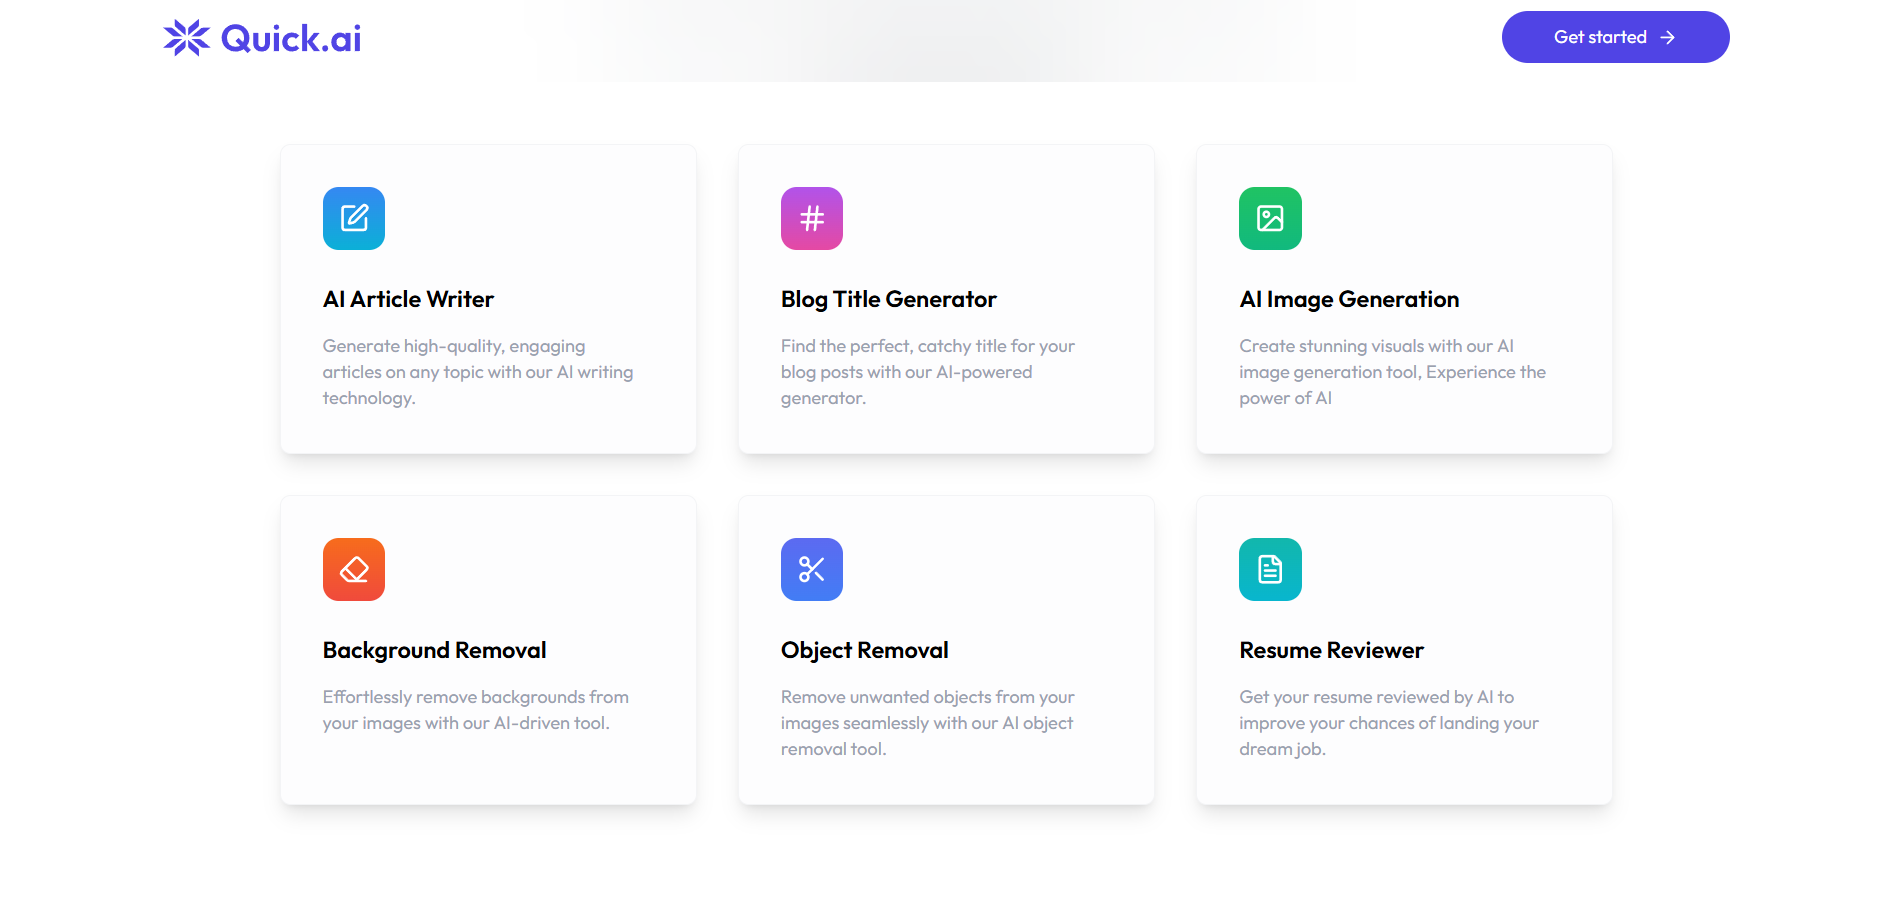 Quick.ai
Get started
AI Article Writer
Generate high-quality, engaging
articles on any topic with our AI writing
technology.
Blog Title Generator
Find the perfect, catchy title for your
blog posts with our AI-powered
generator.
AI Image Generation
Create stunning visuals with our AI
image generation tool, Experience the
power of AI
Background Removal
Effortlessly remove backgrounds from
your images with our AI-driven tool.
Object Removal
Remove unwanted objects from your
images seamlessly with our AI object
removal tool.
Resume Reviewer
Get your resume reviewed by AI to
improve your chances of landing your
dream job.